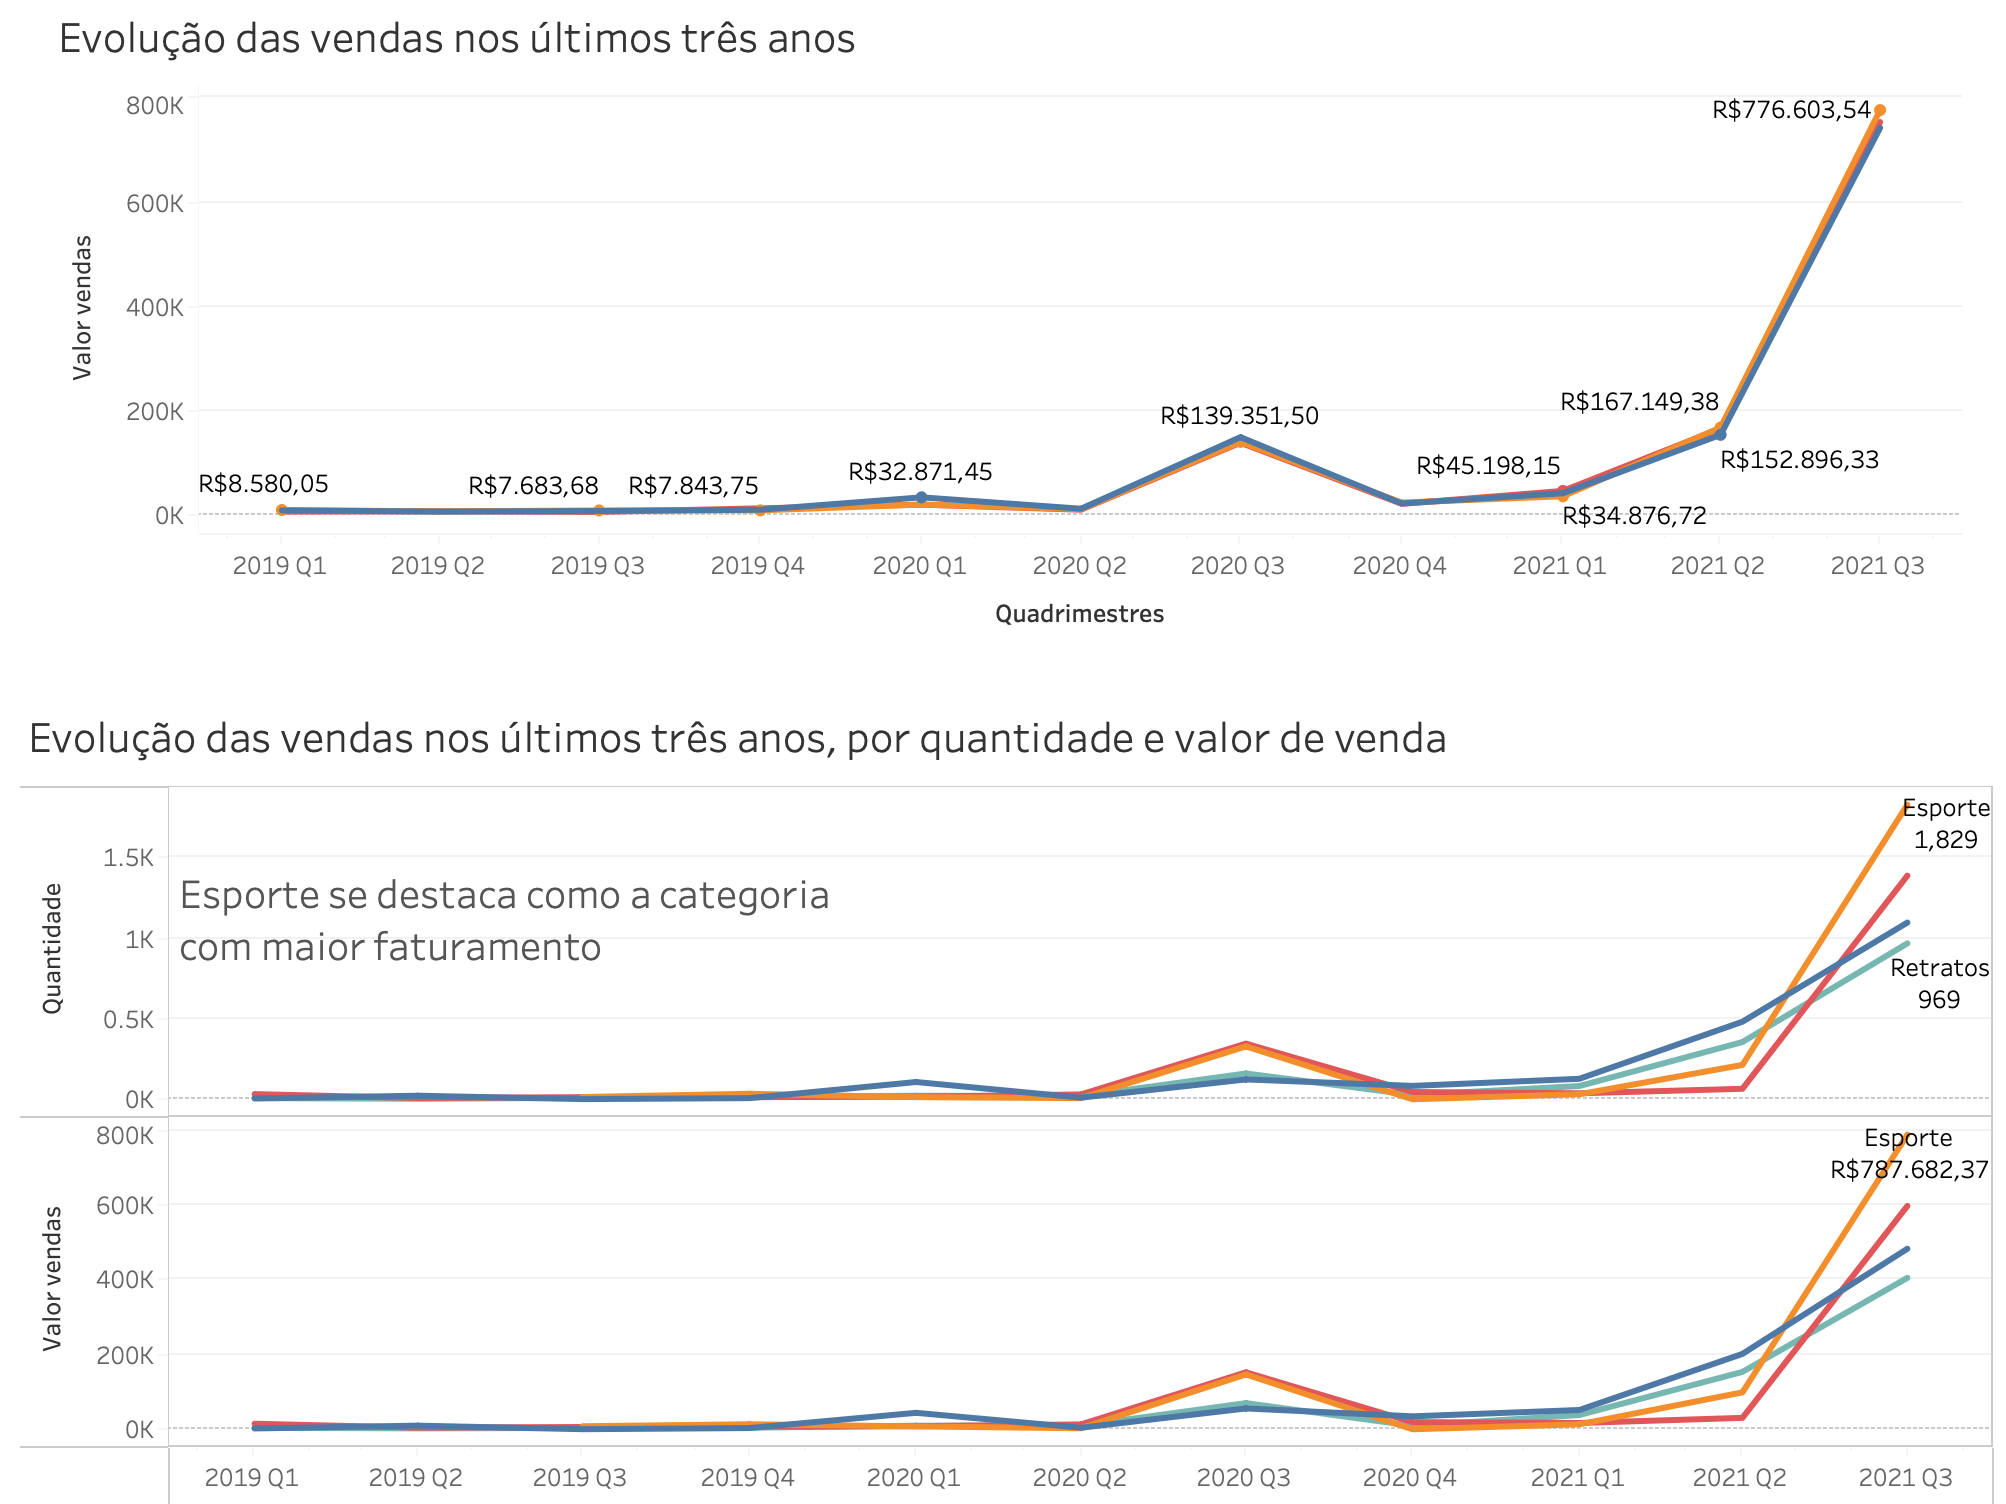 Evolução das vendas nos últimos três anos
800K
600K
400K
200K
0K
Valor vendas
R$8.580,05
R$7.683,68
R$7.843,75
R$32.871,45
R$139.351,50
R$45.198,15
R$34.876,72
R$167.149,38
R$152.896,33
R$776.603,54
2019 Q1
2019 Q2
2019 Q3
2019 Q4
2020 Q1
2020 Q2
2020 Q3
2020 Q4
2021 Q1
2021 Q2
2021 Q3
Quadrimestres
Evolução das vendas nos últimos três anos, por quantidade e valor de venda
Quantidade
1.5K
1K
0.5K
0K
Esporte se destaca como a categoria
com maior faturamento
Esporte
1,829
Retratos
969
Valor vendas
800K
600K
400K
200K
0K
Esporte
R$787.682,37
2019 Q1
2019 Q2
2019 Q3
2019 Q4
2020 Q1
2020 Q2
2020 Q3
2020 Q4
2021 Q1
2021 Q2
2021 Q3